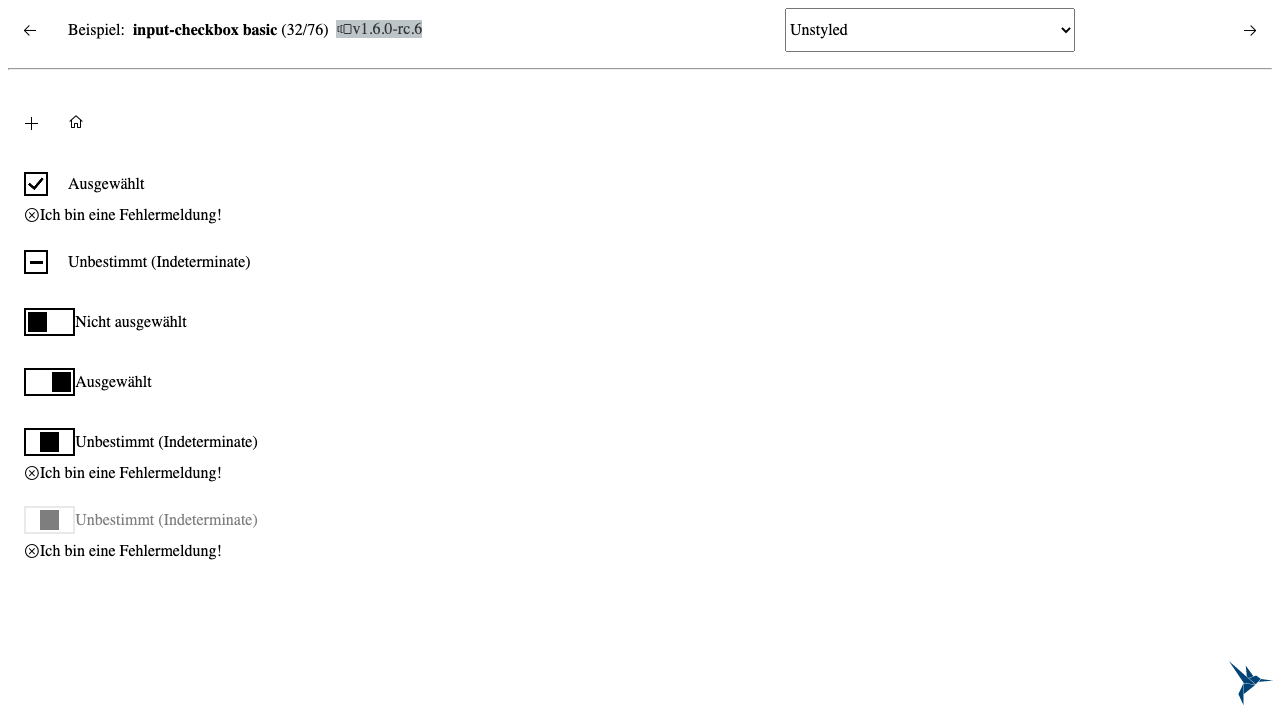 Beispiel: input-checkbox basic (32/76) v1.6.0-rc.6 Unstyled
Ausgewählt
Ich bin eine Fehlermeldung!
Unbestimmt (Indeterminate)
Nicht ausgewählt
Ausgewählt
Unbestimmt (Indeterminate)
Ich bin eine Fehlermeldung!
Unbestimmt (Indeterminate)
Ich bin eine Fehlermeldung!